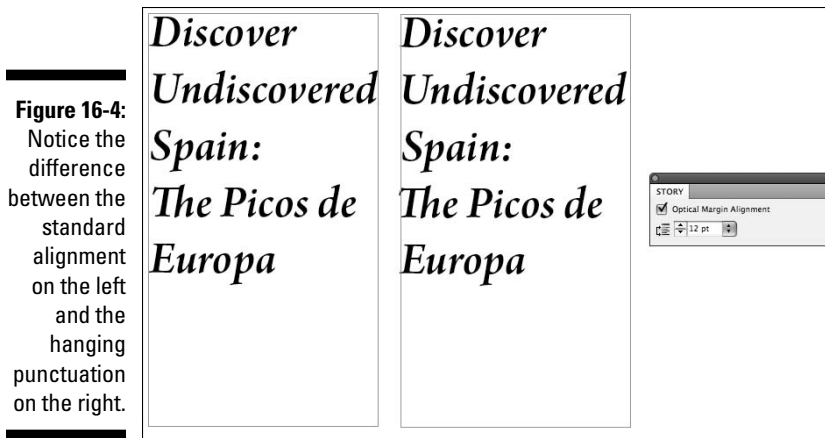 Figure 16-4:
Notice the
difference
between the
standard
alignment
on the left
and the
hanging
punctuation
on the right.
Discover
Undiscovered
Spain:
The Picos de
Europa
Discover
Undiscovered
Spain:
The Picos de
Europa
STORY
Optical Margin Alignment
12 pt